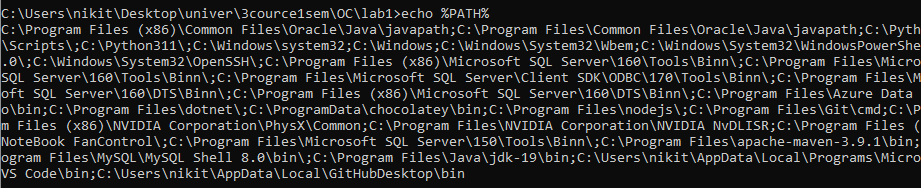 C:\Users\nikit\Desktop\univer\3cource1sem\OC\lab1>echo %PATH%
C:\Program Files (x86)\Common Files\Oracle\Java\javapath;C:\Program Files\Common Files\Oracle\Java\javapath;C:\Pyth
\Scripts\;C:\Python311\;C:\Windows\system32;C:\Windows;C:\Windows\System32\Wbem;C:\Windows\System32\WindowsPowerShe
.0\;C:\Windows\System32\OpenSSH\;C:\Program Files (x86)\Microsoft SQL Server\160\Tools\Binn\;C:\Program Files\Micro
SQL Server\160\Tools\Binn\;C:\Program Files\Microsoft SQL Server\Client SDK\ODBC\170\Tools\Binn\;C:\Program Files\M
oft SQL Server\160\DTS\Binn\;C:\Program Files (x86)\Microsoft SQL Server\160\DTS\Binn\;C:\Program Files\Azure Data
o\bin;C:\Program Files\dotnet\;C:\ProgramData\chocolatey\bin;C:\Program Files\nodejs\;C:\Program Files\Git\cmd;C:\P
m Files (x86)\NVIDIA Corporation\PhysX\Common;C:\Program Files\NVIDIA Corporation\NVIDIA NvDLISR;C:\Program Files (
NoteBook FanControl\;C:\Program Files\Microsoft SQL Server\150\Tools\Binn\;C:\Program Files\apache-maven-3.9.1\bin;
ogram Files\MySQL\MySQL Shell 8.0\bin\;C:\Program Files\Java\jdk-19\bin;C:\Users\nikit\AppData\Local\Programs\Micro
VS Code\bin;C:\Users\nikit\AppData\Local\GitHubDesktop\bin